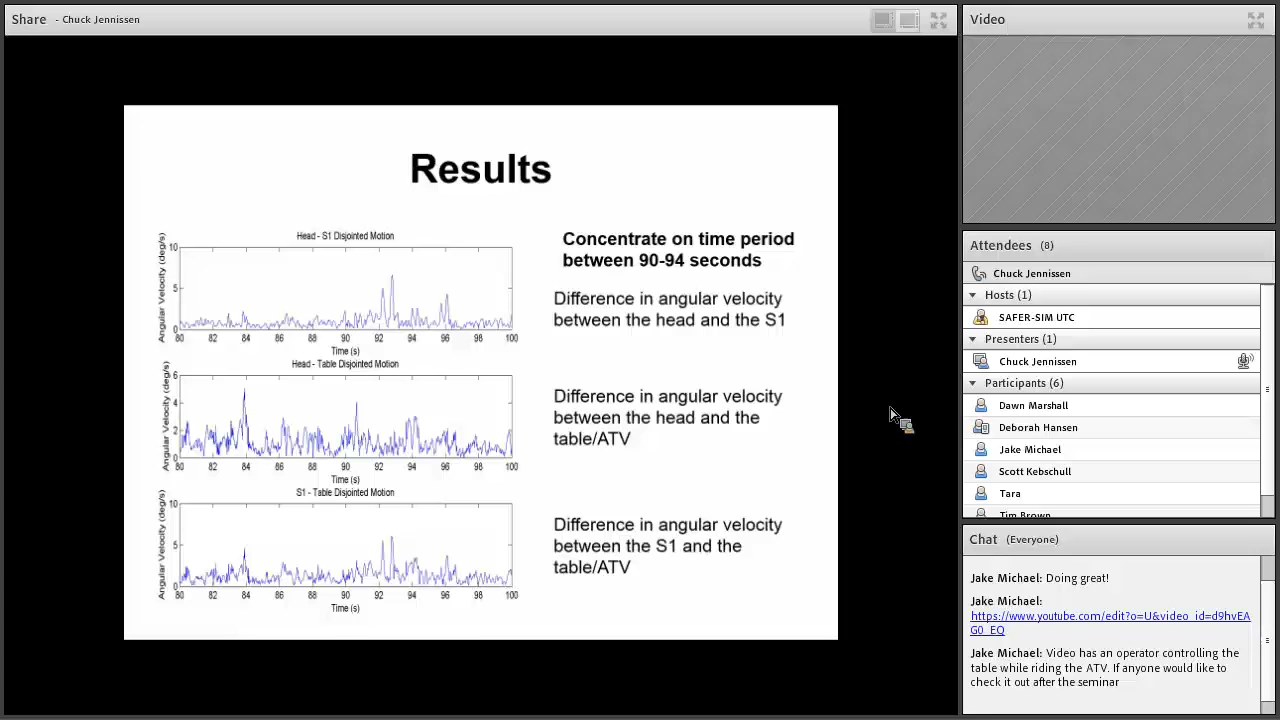 Share - Chuck Jennissen
Results
Head - S1 Disjointed Motion
Angular Velocity (deg/s)
10
5
0
80 82 84 86 88 90 92 94 96 98 100
Time (s)
Head - Table Disjointed Motion
Angular Velocity (deg/s)
6
4
2
0
80 82 84 86 88 90 92 94 96 98 100
Time (s)
S1 - Table Disjointed Motion
Angular Velocity (deg/s)
10
5
0
80 82 84 86 88 90 92 94 96 98 100
Time (s)
Concentrate on time period
between 90-94 seconds
Difference in angular velocity
between the head and the S1
Difference in angular velocity
between the head and the
table/ATV
Difference in angular velocity
between the S1 and the
table/ATV
Video
Attendees (8)
Chuck Jennissen
Hosts (1)
SAFER-SIM UTC
Presenters (1)
Chuck Jennissen
Participants (6)
Dawn Marshall
Deborah Hansen
Jake Michael
Scott Kebschull
Tara
Tim Brown
Chat (Everyone)
Jake Michael: Doing great!
Jake Michael:
https://www.youtube.com/edit?o=U&video_id=d9hvEA
G0_EQ
Jake Michael: Video has an operator controlling the
table while riding the ATV. If anyone would like to
check it out after the seminar